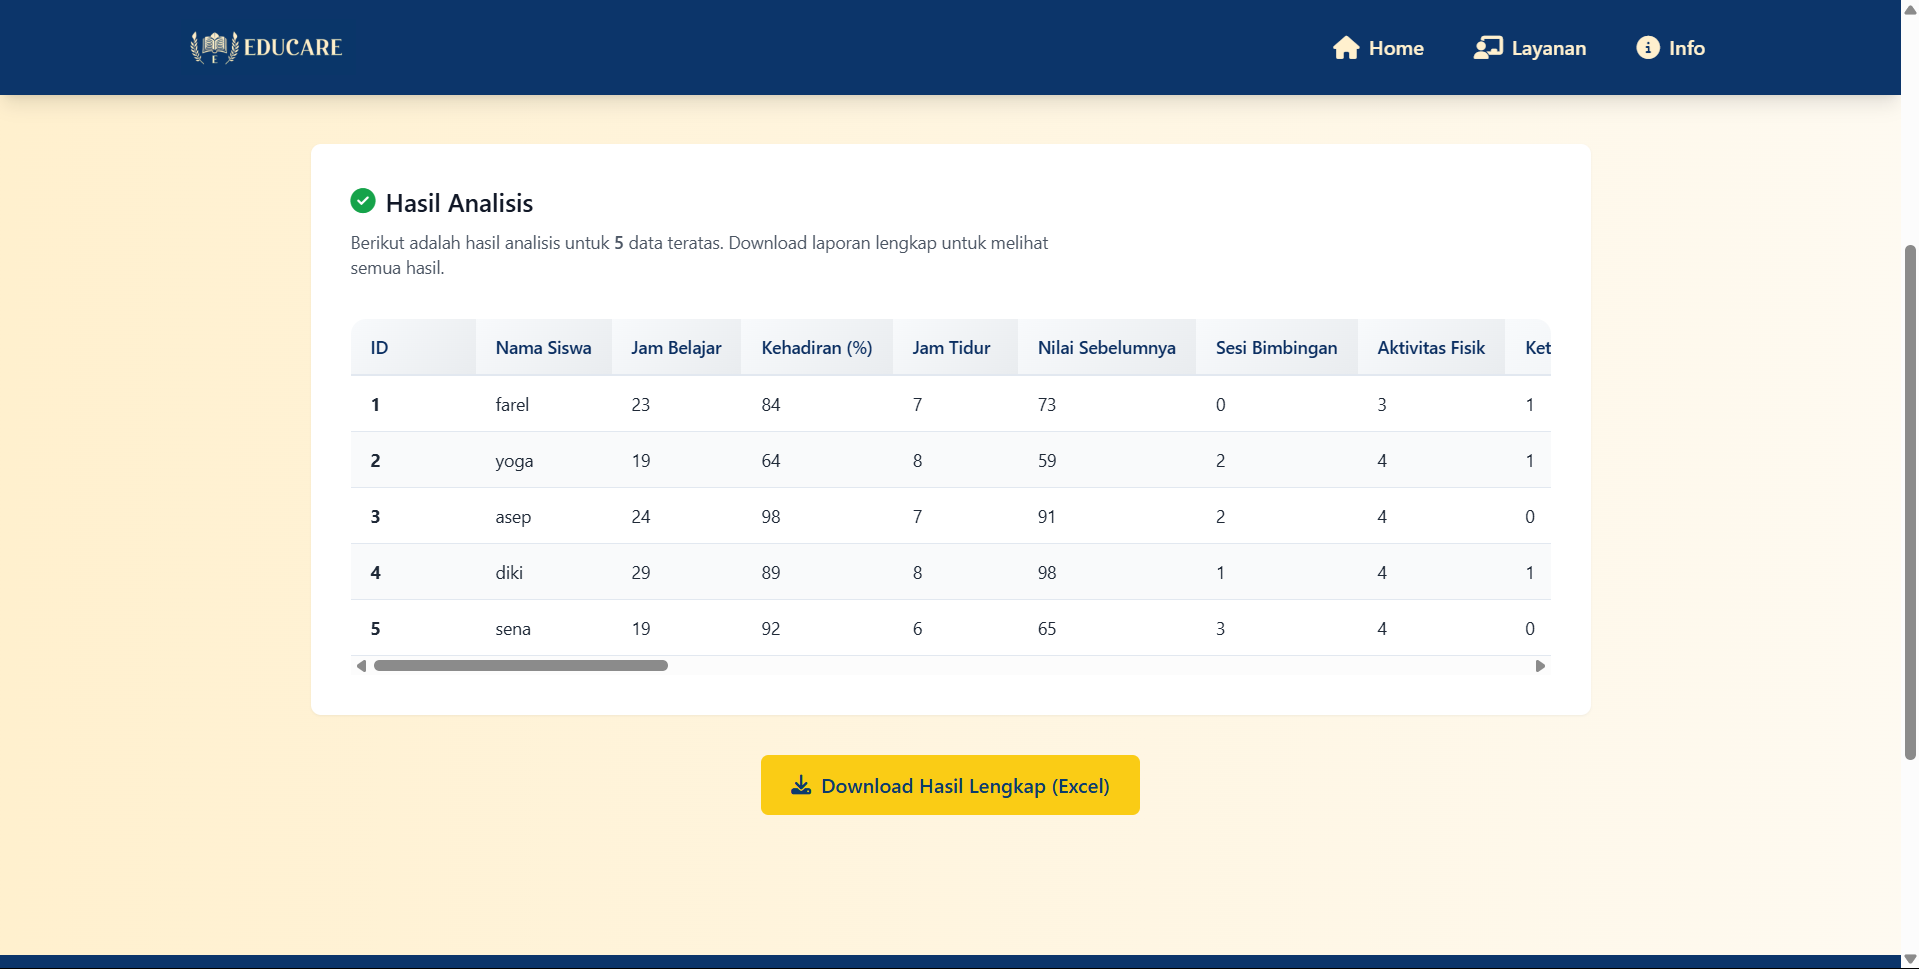 EDUCARE
Home
Layanan
Info
Hasil Analisis
Berikut adalah hasil analisis untuk 5 data teratas. Download laporan lengkap untuk melihat
semua hasil.
ID Nama Siswa Jam Belajar Kehadiran (%) Jam Tidur Nilai Sebelumnya Sesi Bimbingan Aktivitas Fisik Ket
1 farel 23 84 7 73 0 3 1
2 yoga 19 64 8 59 2 4 1
3 asep 24 98 7 91 2 4 0
4 diki 29 89 8 98 1 4 1
5 sena 19 92 6 65 3 4 0
Download Hasil Lengkap (Excel)